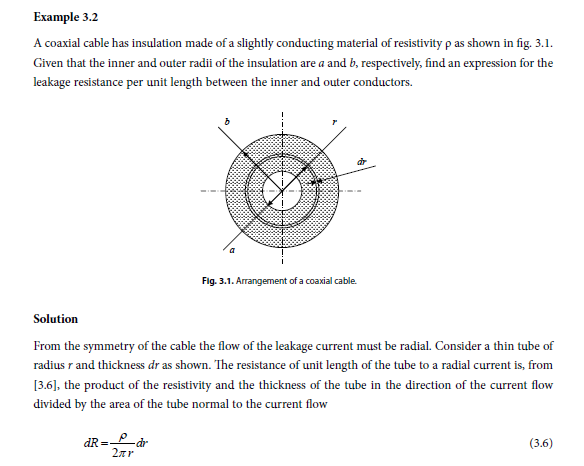 Example 3.2
A coaxial cable has insulation made of a slightly conducting material of resistivity ρ as shown in fig. 3.1.
Given that the inner and outer radii of the insulation are a and b, respectively, find an expression for the
leakage resistance per unit length between the inner and outer conductors.
b
r
dr
a
Fig. 3.1. Arrangement of a coaxial cable.
Solution
From the symmetry of the cable the flow of the leakage current must be radial. Consider a thin tube of
radius r and thickness dr as shown. The resistance of unit length of the tube to a radial current is, from
[3.6], the product of the resistivity and the thickness of the tube in the direction of the current flow
divided by the area of the tube normal to the current flow
dR = ρ/2πr dr (3.6)